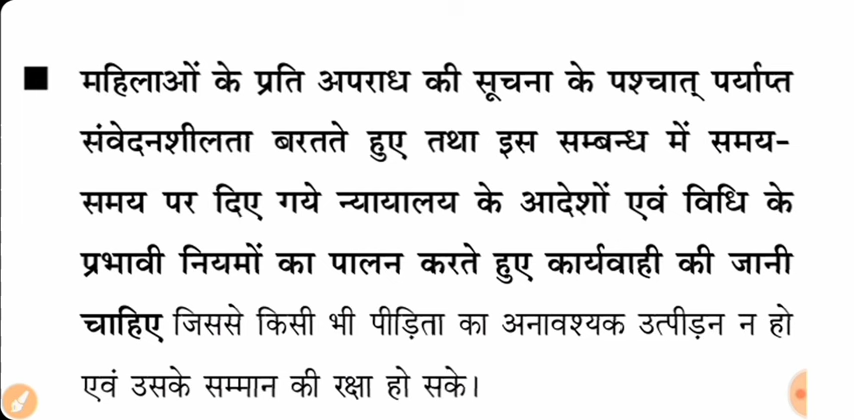 ■ महिलाओं के प्रति अपराध की सूचना के पश्चात् पर्याप्त
संवेदनशीलता बरतते हुए तथा इस सम्बन्ध में समय-
समय पर दिए गये न्यायालय के आदेशों एवं विधि के
प्रभावी नियमों का पालन करते हुए कार्यवाही की जानी
चाहिए जिससे किसी भी पीड़िता का अनावश्यक उत्पीड़न न हो
एवं उसके सम्मान की रक्षा हो सके।